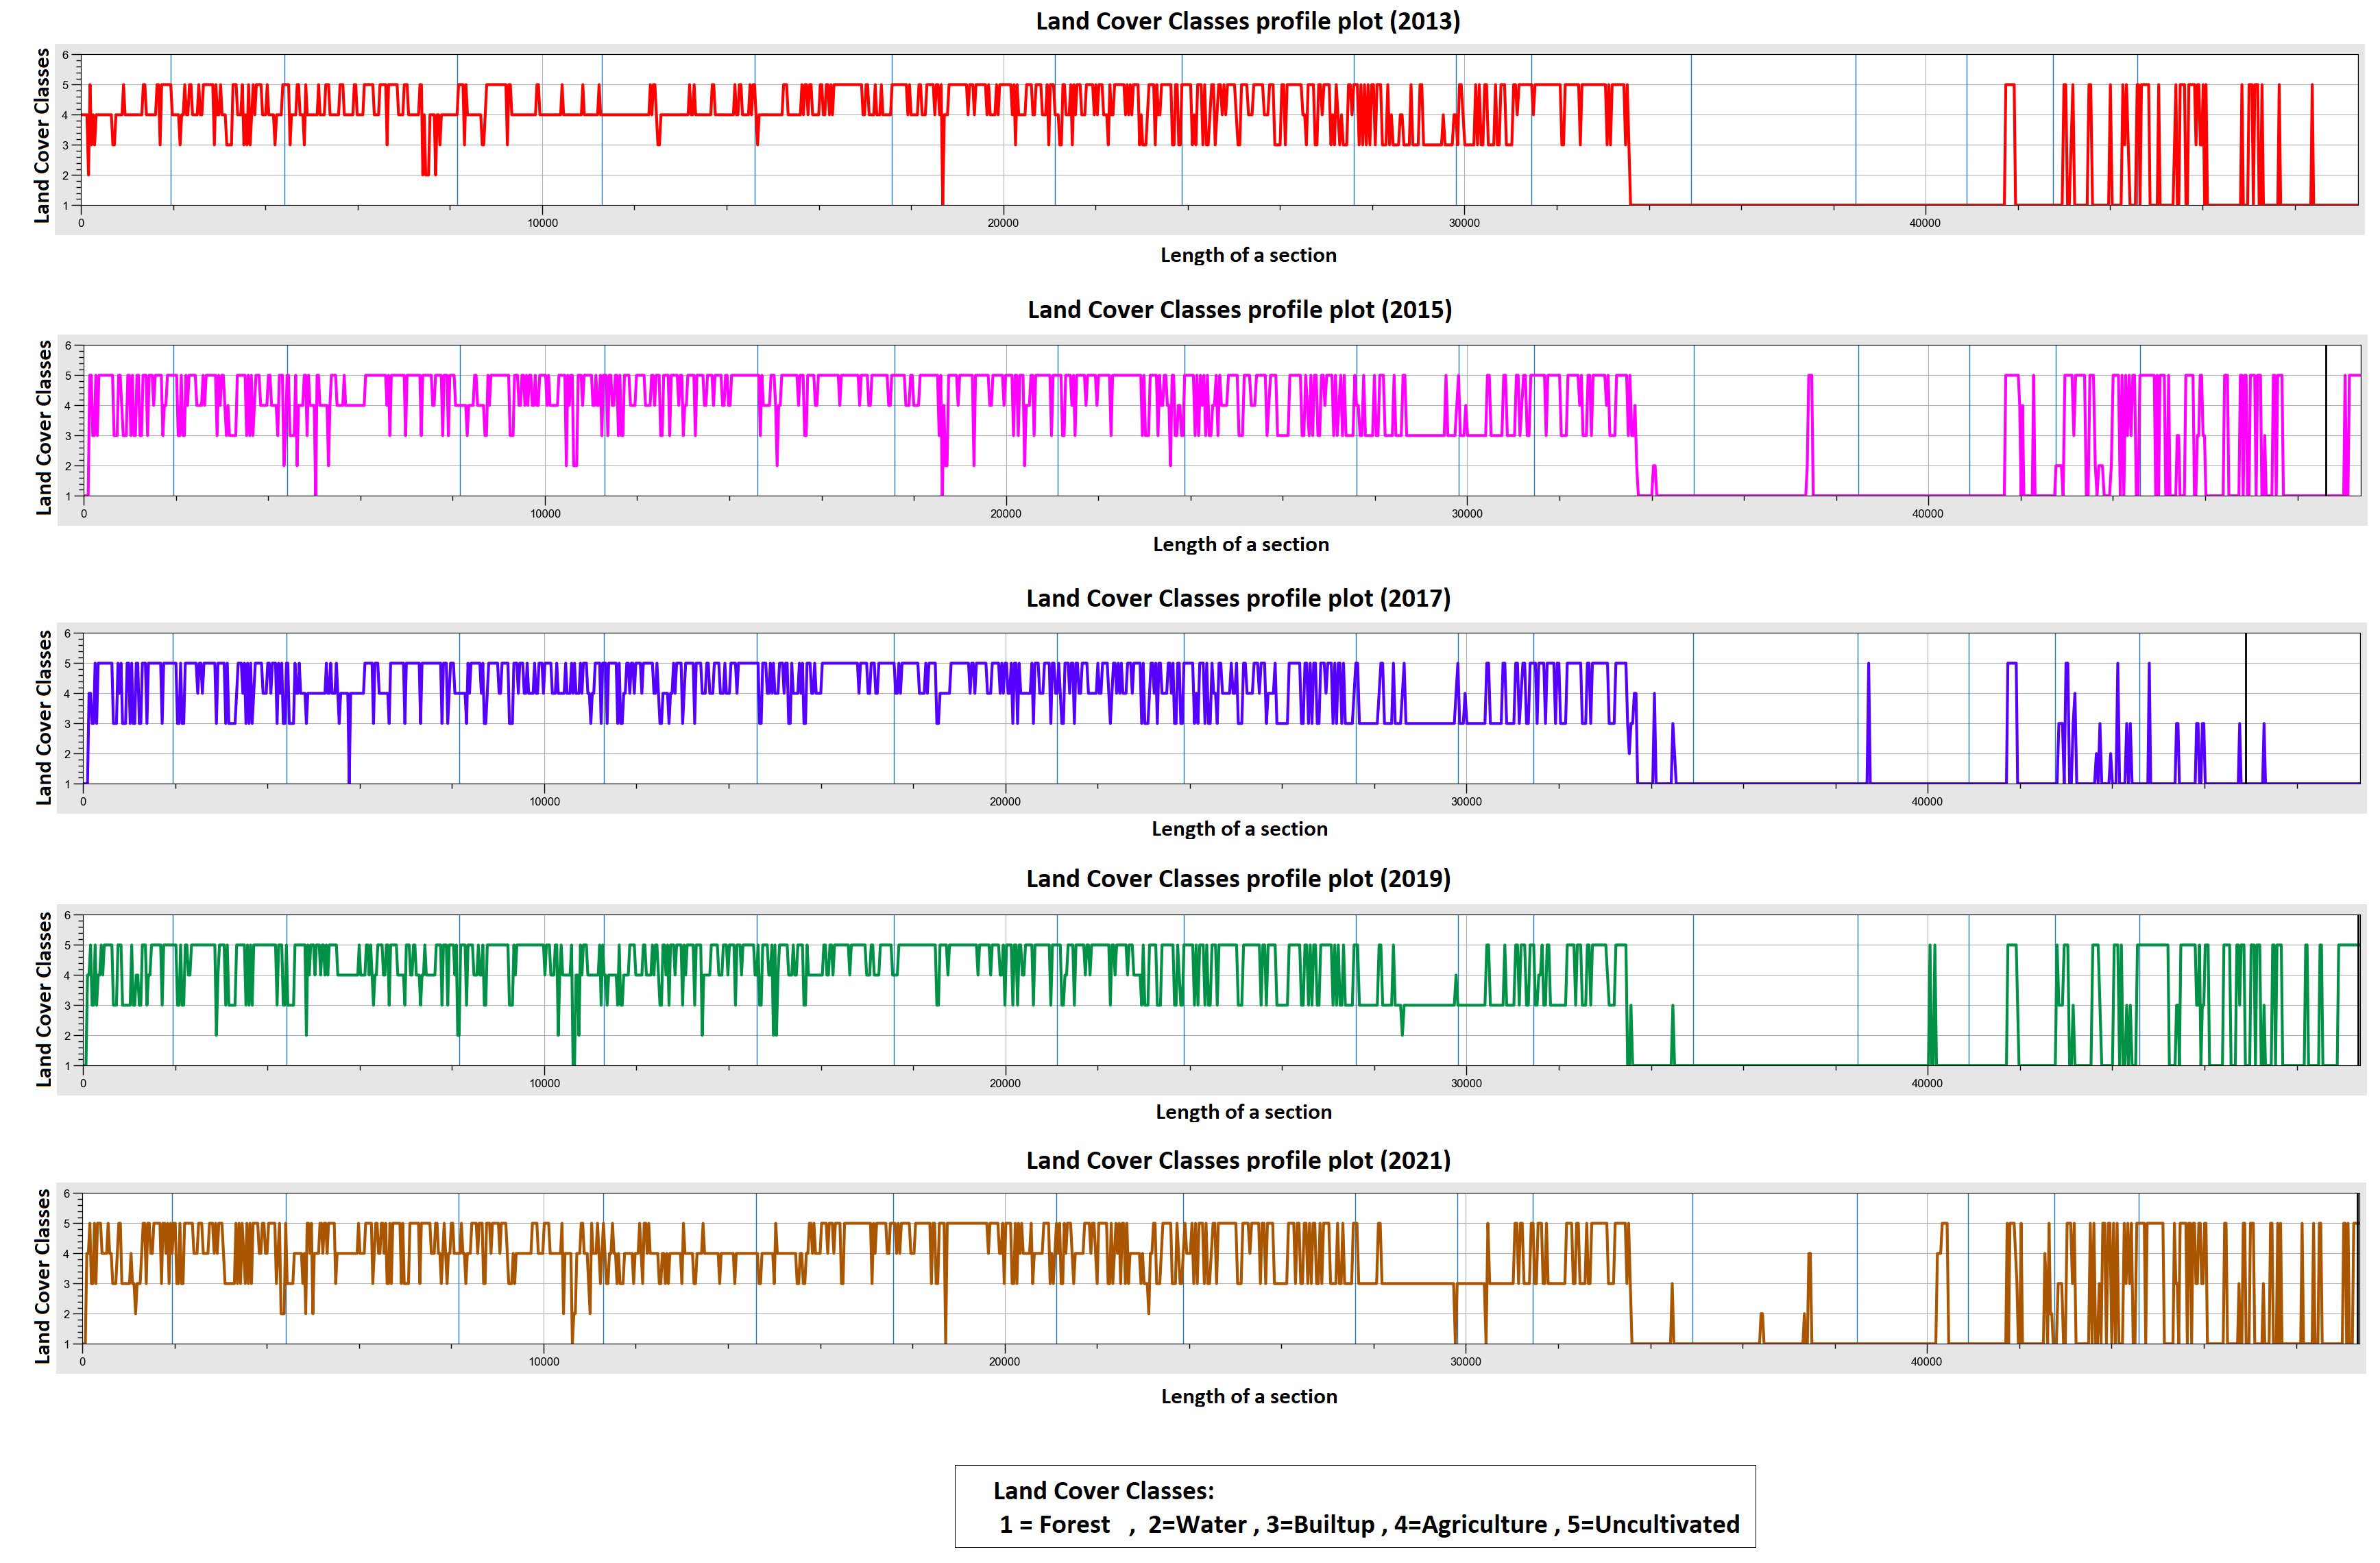 Land Cover Classes profile plot (2013)
Land Cover Classes
6
5
4
3
2
1
0 10000 20000 30000 40000
Length of a section
Land Cover Classes profile plot (2015)
Land Cover Classes
6
5
4
3
2
1
0 10000 20000 30000 40000
Length of a section
Land Cover Classes profile plot (2017)
Land Cover Classes
6
5
4
3
2
1
0 10000 20000 30000 40000
Length of a section
Land Cover Classes profile plot (2019)
Land Cover Classes
6
5
4
3
2
1
0 10000 20000 30000 40000
Length of a section
Land Cover Classes profile plot (2021)
Land Cover Classes
6
5
4
3
2
1
0 10000 20000 30000 40000
Length of a section
Land Cover Classes:
1 = Forest , 2=Water , 3=Builtup , 4=Agriculture , 5=Uncultivated